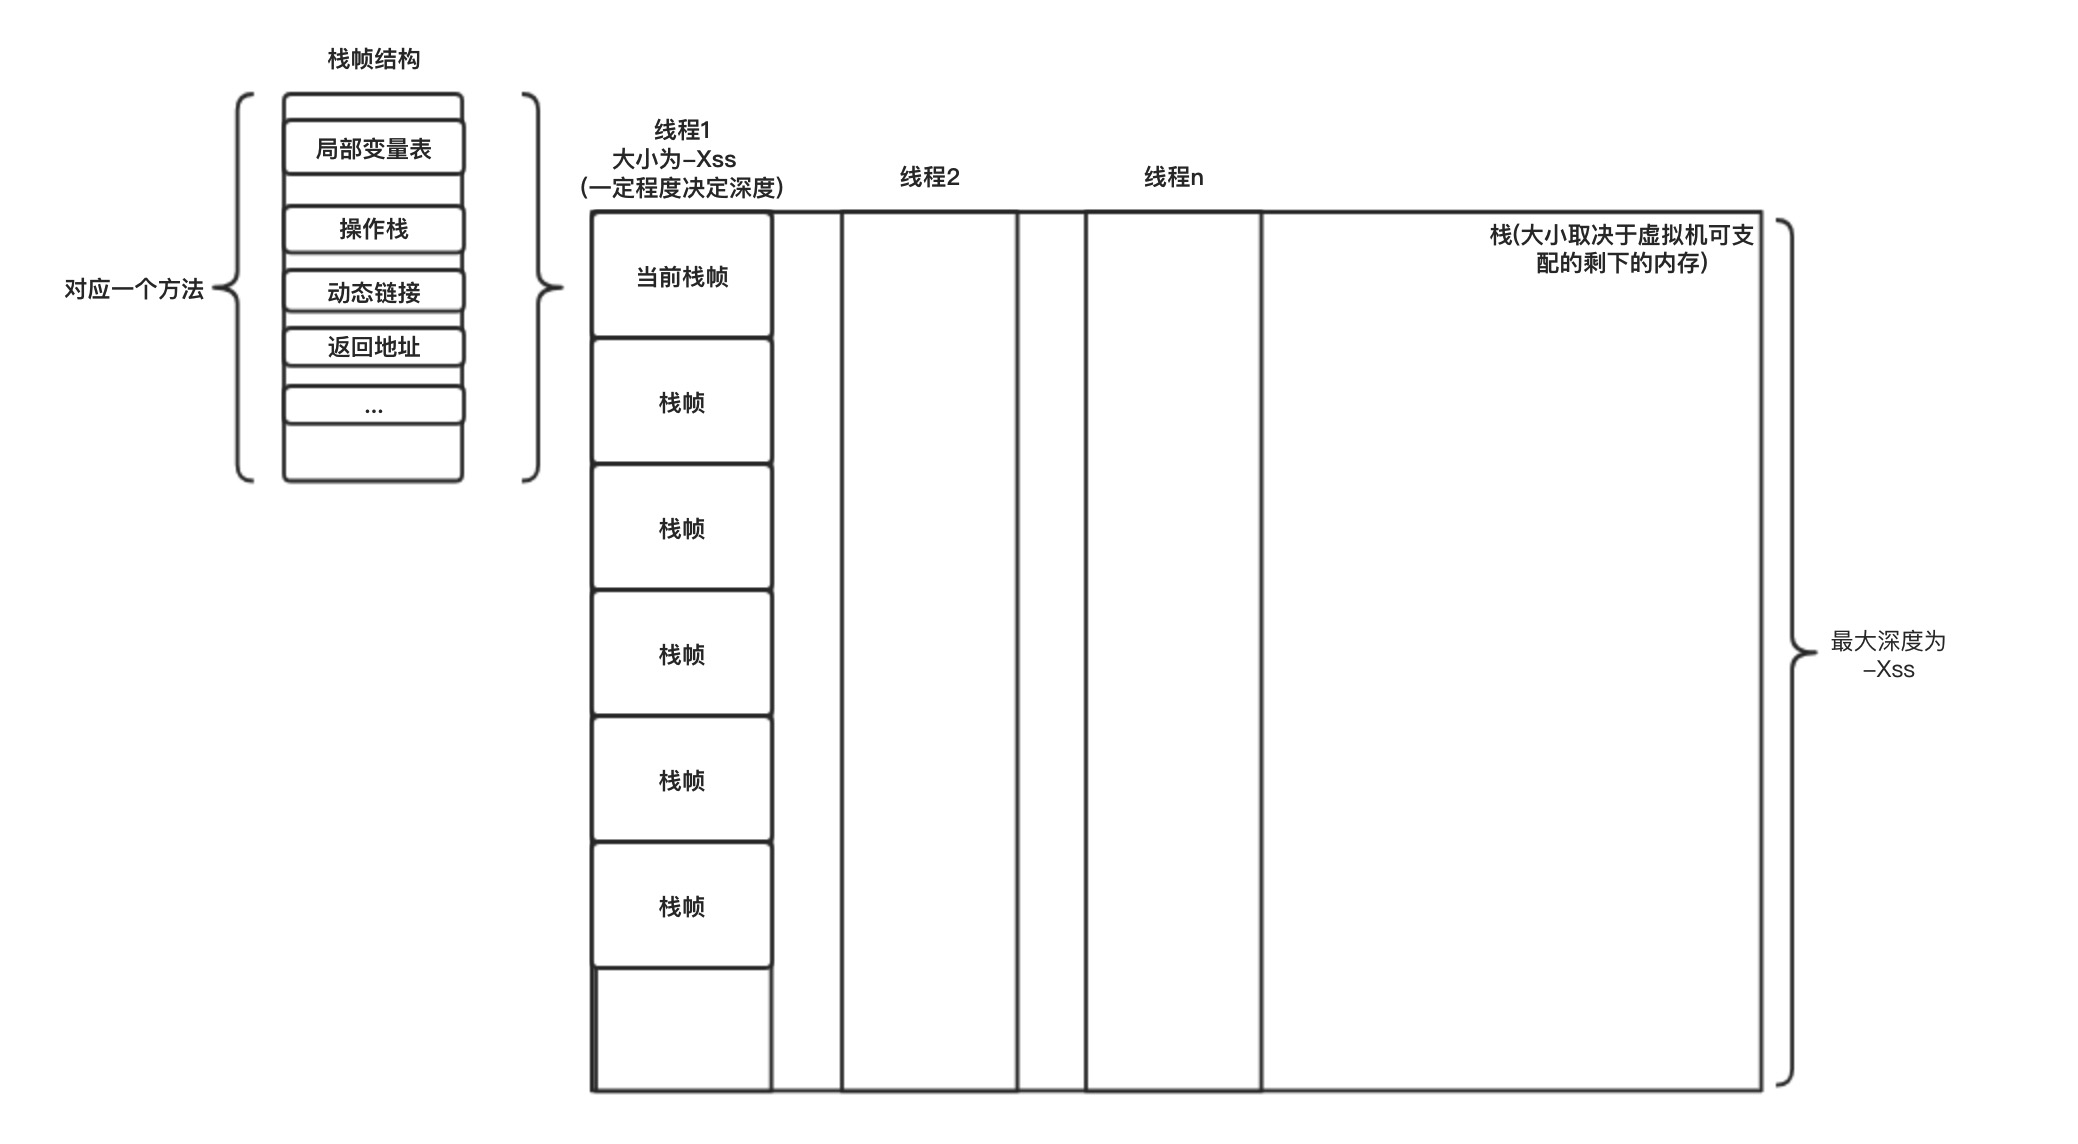 栈帧结构
局部变量表
操作栈
动态链接
返回地址
...
对应一个方法
线程1
大小为-Xss
(一定程度决定深度)
线程2
线程n
当前栈帧
栈帧
栈帧
栈帧
栈帧
栈帧
栈(大小取决于虚拟机可支
配的剩下的内存)
最大深度为
-Xss